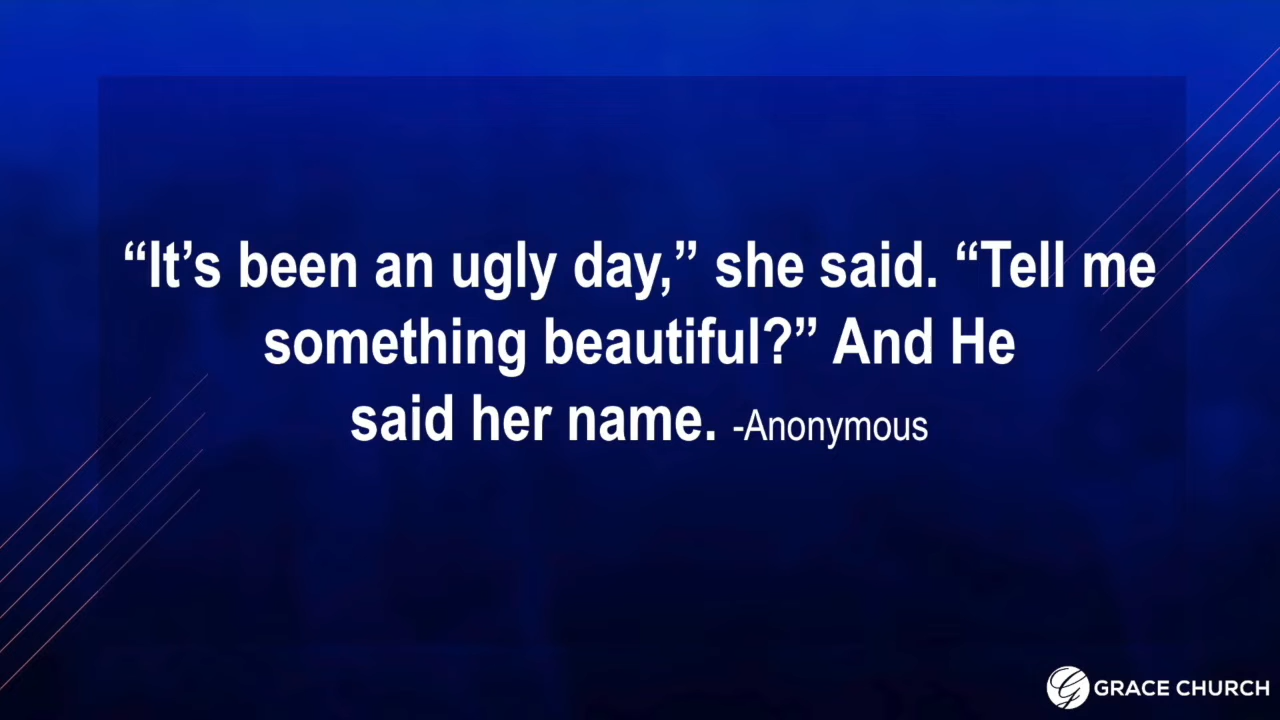 “It’s been an ugly day,” she said. “Tell me
something beautiful?” And He
said her name. -Anonymous
GRACE CHURCH